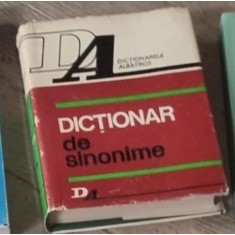 DA
DICȚIONARELE
ALBATROS
DICȚIONAR
de
sinonime
DA